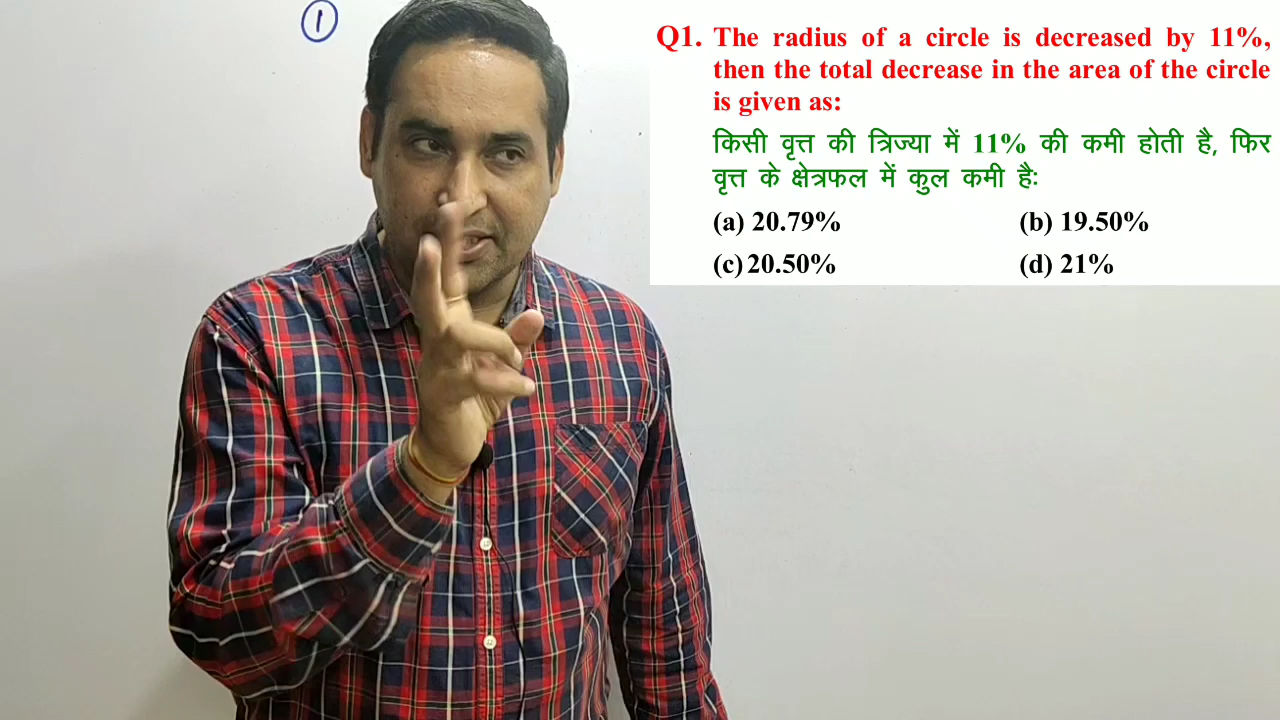 1
Q1. The radius of a circle is decreased by 11%,
then the total decrease in the area of the circle
is given as:
किसी वृत्त की त्रिज्या में 11% की कमी होती है, फिर
वृत्त के क्षेत्रफल में कुल कमी है:
(a) 20.79% (b) 19.50%
(c) 20.50% (d) 21%